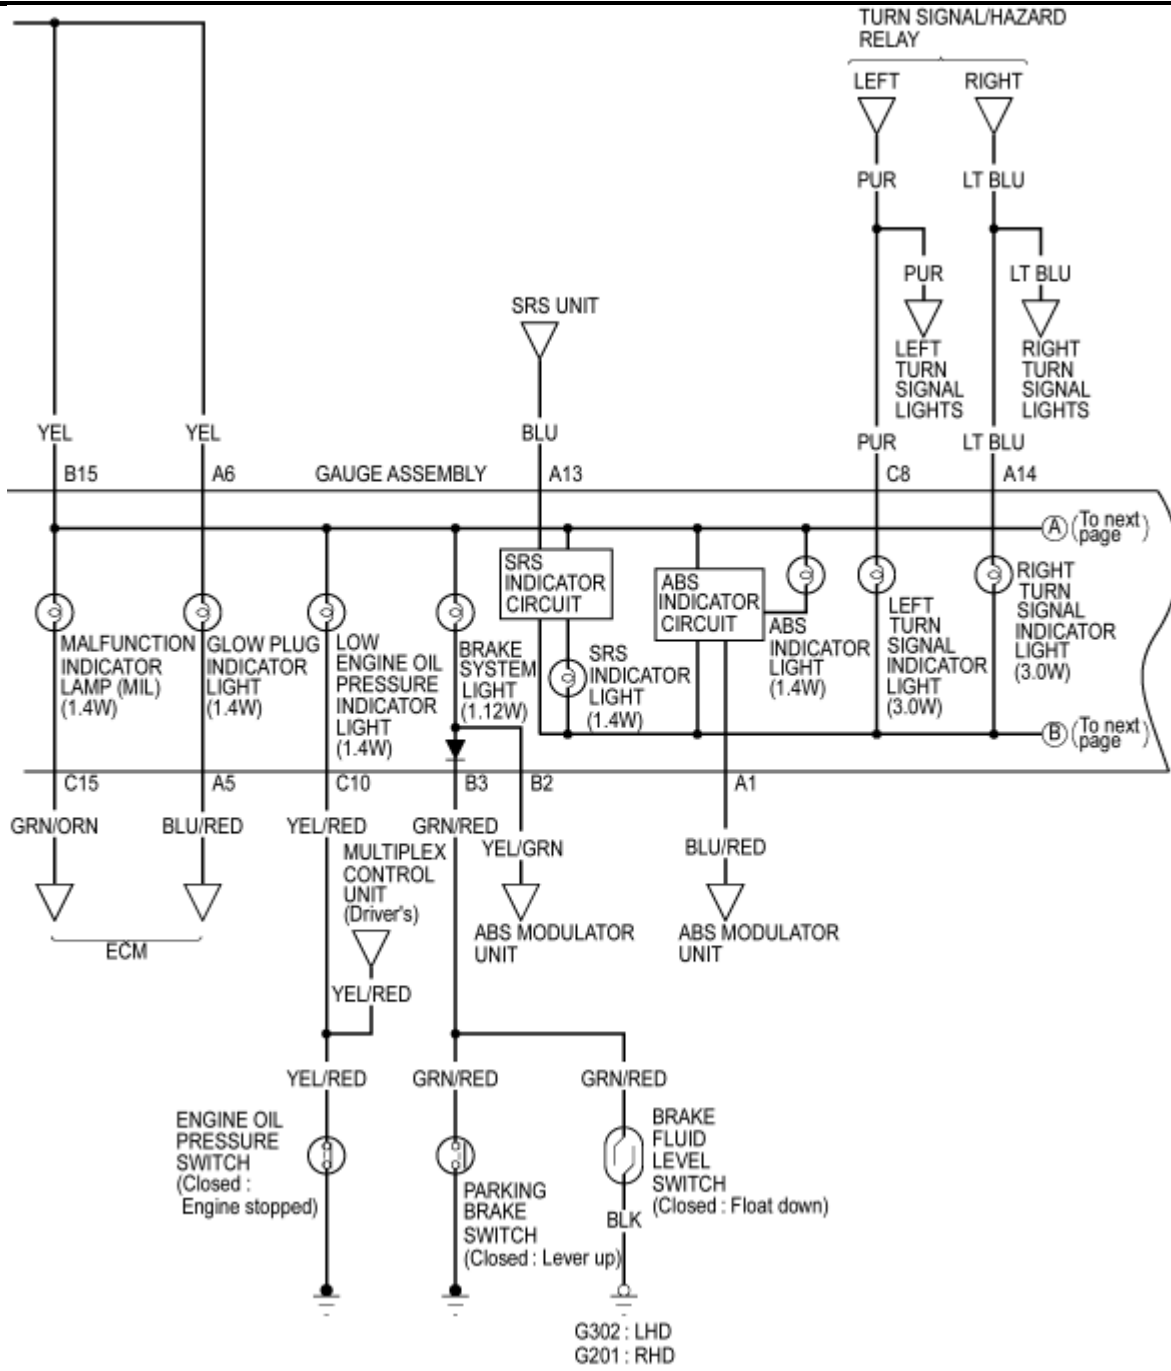 TURN SIGNAL/HAZARD
RELAY
LEFT
RIGHT
PUR
LT BLU
PUR
LT BLU
SRS UNIT
LEFT
TURN
SIGNAL
LIGHTS
RIGHT
TURN
SIGNAL
LIGHTS
YEL
YEL
BLU
PUR
LT BLU
B15
A6
GAUGE ASSEMBLY
A13
C8
A14
A
(To next
page)
SRS
INDICATOR
CIRCUIT
ABS
INDICATOR
CIRCUIT
MALFUNCTION
INDICATOR
LAMP (MIL)
(1.4W)
GLOW PLUG
INDICATOR
LIGHT
(1.4W)
LOW
ENGINE OIL
PRESSURE
INDICATOR
LIGHT
(1.4W)
BRAKE
SYSTEM
LIGHT
(1.12W)
SRS
INDICATOR
LIGHT
(1.4W)
ABS
INDICATOR
LIGHT
(1.4W)
LEFT
TURN
SIGNAL
INDICATOR
LIGHT
(3.0W)
RIGHT
TURN
SIGNAL
INDICATOR
LIGHT
(3.0W)
B
(To next
page)
C15
A5
C10
B3
B2
A1
GRN/ORN
BLU/RED
YEL/RED
GRN/RED
YEL/GRN
BLU/RED
MULTIPLEX
CONTROL
UNIT
(Driver's)
ECM
ABS MODULATOR
UNIT
ABS MODULATOR
UNIT
YEL/RED
YEL/RED
GRN/RED
GRN/RED
ENGINE OIL
PRESSURE
SWITCH
(Closed :
Engine stopped)
PARKING
BRAKE
SWITCH
(Closed : Lever up)
BRAKE
FLUID
LEVEL
SWITCH
(Closed : Float down)
BLK
G302 : LHD
G201 : RHD